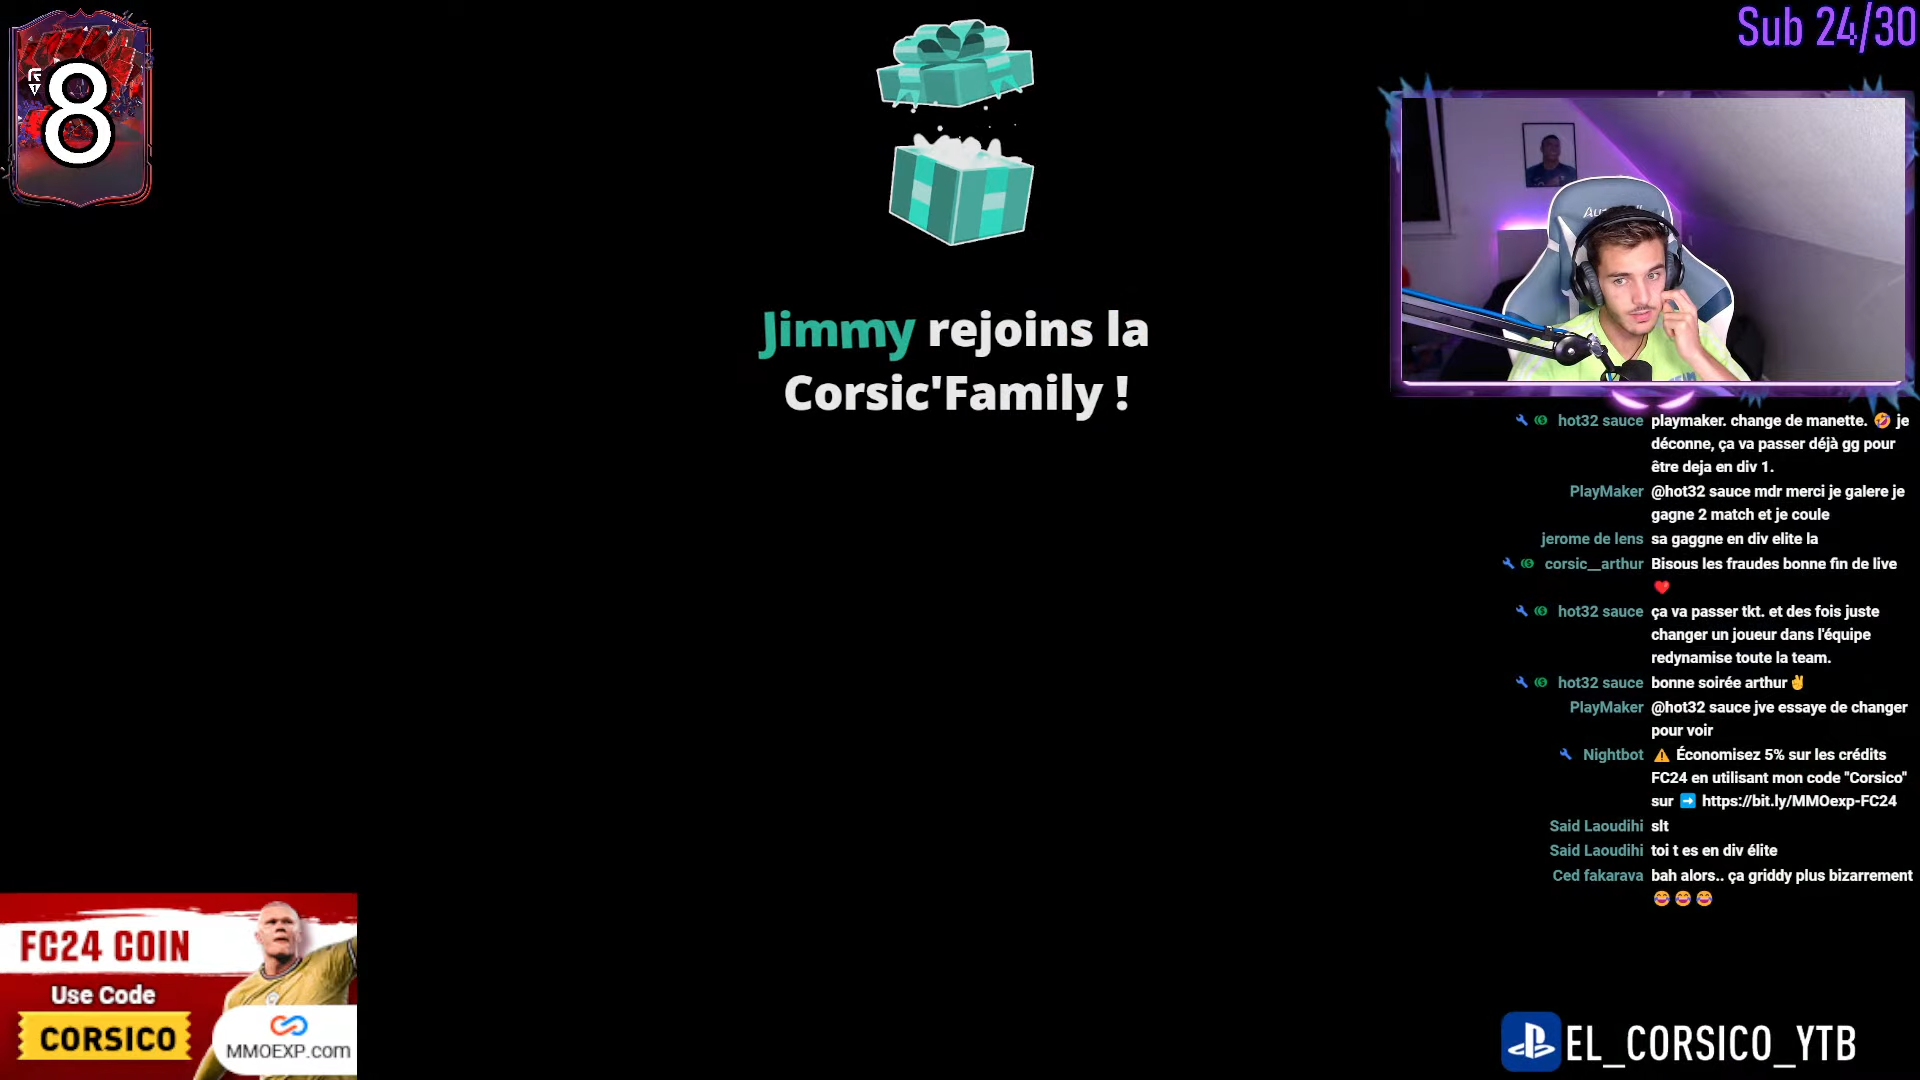 8
Sub 24/30
Jimmy rejoins la
Corsic'Family !
hot32 sauce playmaker. change de manette. 🤣 je
déconne, ça va passer déjà gg pour
être deja en div 1.
PlayMaker @hot32 sauce mdr merci je galere je
gagne 2 match et je coule
jerome de lens sa gaggne en div elite la
corsic__arthur Bisous les fraudes bonne fin de live
❤️
hot32 sauce ça va passer tkt. et des fois juste
changer un joueur dans l'équipe
redynamise toute la team.
hot32 sauce bonne soirée arthur✌️
PlayMaker @hot32 sauce jve essaye de changer
pour voir
Nightbot ⚠️ Économisez 5% sur les crédits
FC24 en utilisant mon code "Corsico"
sur ➡️ https://bit.ly/MMOexp-FC24
Said Laoudihi slt
Said Laoudihi toi t es en div élite
Ced fakarava bah alors.. ça griddy plus bizarrement
😂 😂 😂
FC24 COIN
Use Code
CORSICO
MMOEXP.com
EL_CORSICO_YTB